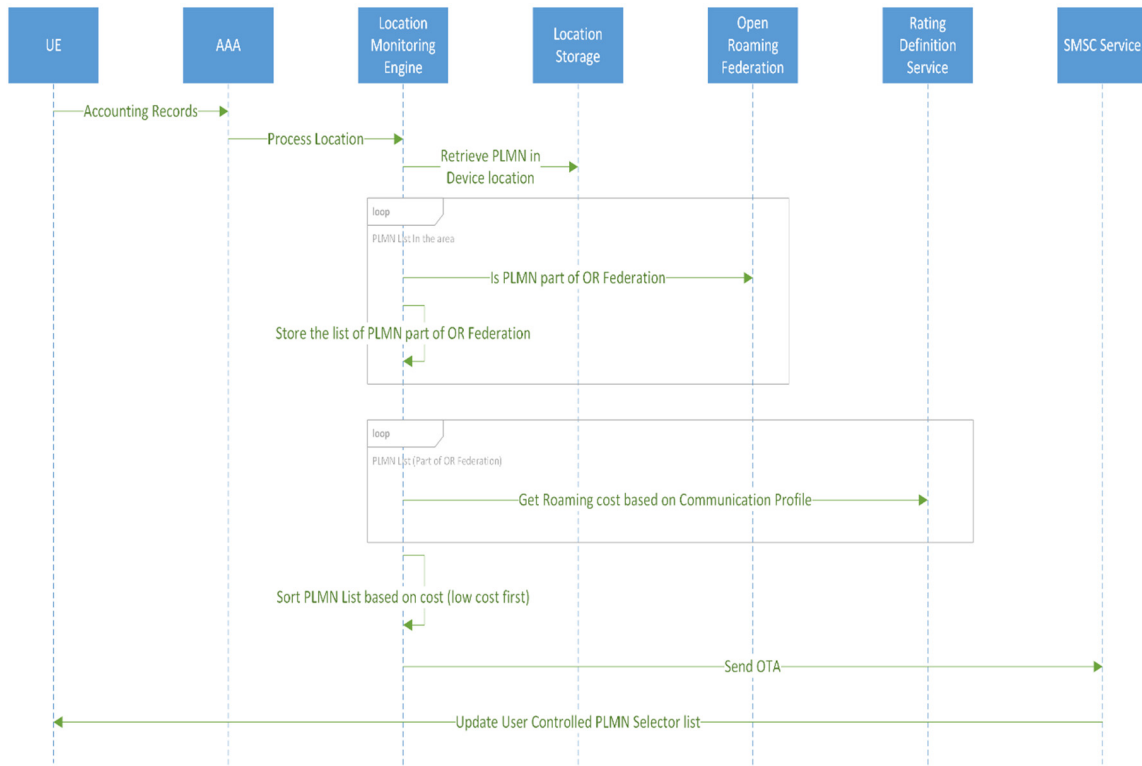 UE
AAA
Location
Monitoring
Engine
Location
Storage
Open
Roaming
Federation
Rating
Definition
Service
SMSC Service
Accounting Records
Process Location
Retrieve PLMN in
Device location
loop
PLMN List In the area
Is PLMN part of OR Federation
Store the list of PLMN part of OR Federation
loop
PLMN List (Part of OR Federation)
Get Roaming cost based on Communication Profile
Sort PLMN List based on cost (low cost first)
Send OTA
Update User Controlled PLMN Selector list